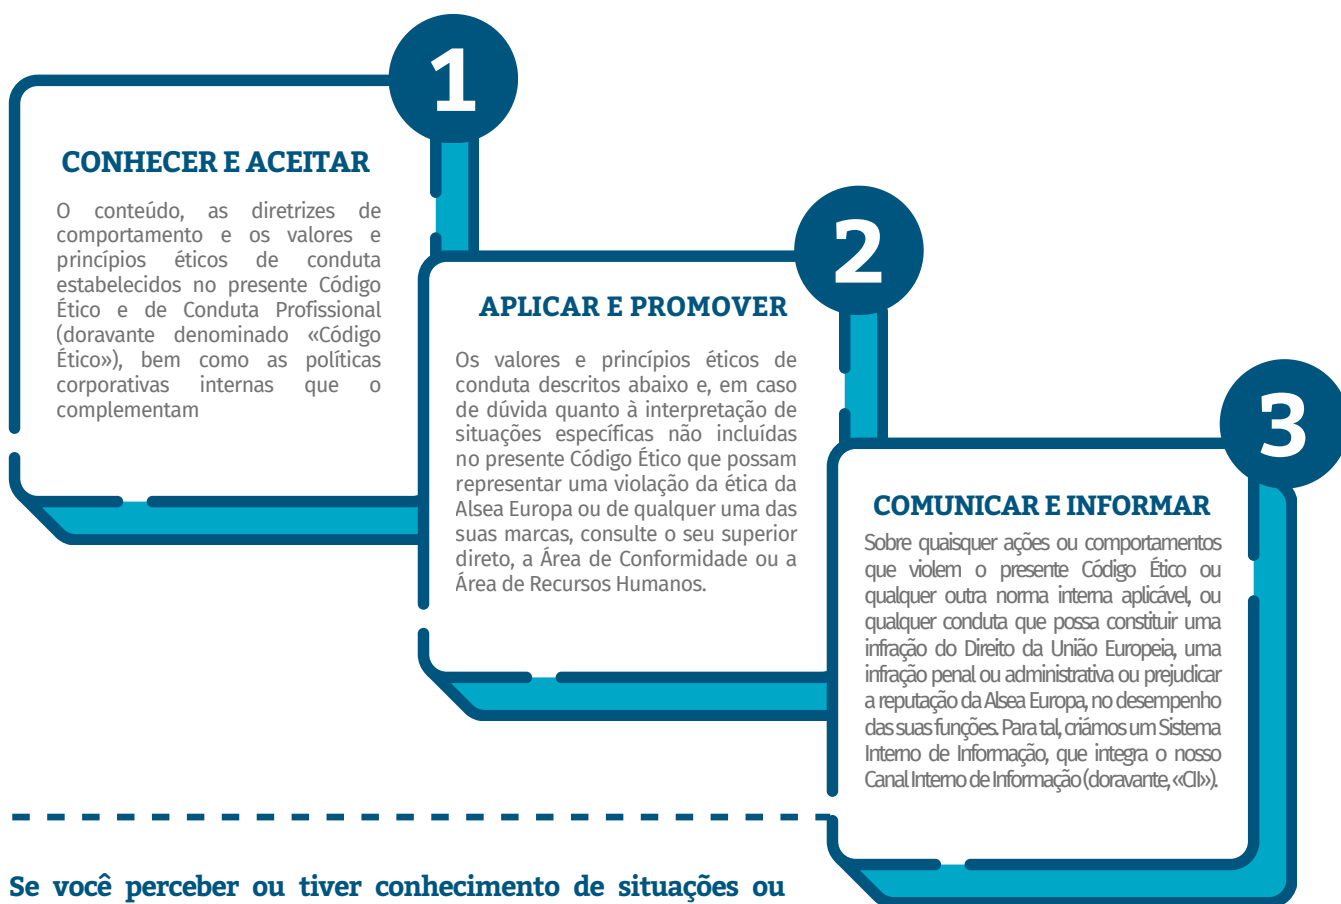 1
CONHECER E ACEITAR
O conteúdo, as diretrizes de
comportamento e os valores e
princípios éticos de conduta
estabelecidos no presente Código
Ético e de Conduta Profissional
(doravante denominado «Código
Ético»), bem como as políticas
corporativas internas que o
complementam
2
APLICAR E PROMOVER
Os valores e princípios éticos de
conduta descritos abaixo e, em caso
de dúvida quanto à interpretação de
situações específicas não incluídas
no presente Código Ético que possam
representar uma violação da ética da
Alsea Europa ou de qualquer uma das
suas marcas, consulte o seu superior
direto, a Área de Conformidade ou a
Área de Recursos Humanos.
3
COMUNICAR E INFORMAR
Sobre quaisquer ações ou comportamentos
que violem o presente Código Ético ou
qualquer outra norma interna aplicável, ou
qualquer conduta que possa constituir uma
infração do Direito da União Europeia, uma
infração penal ou administrativa ou prejudicar
a reputação da Alsea Europa, no desempenho
das suas funções. Para tal, criámos um Sistema
Interno de Informação, que integra o nosso
Canal Interno de Informação (doravante, «CII»).
Se você perceber ou tiver conhecimento de situações ou